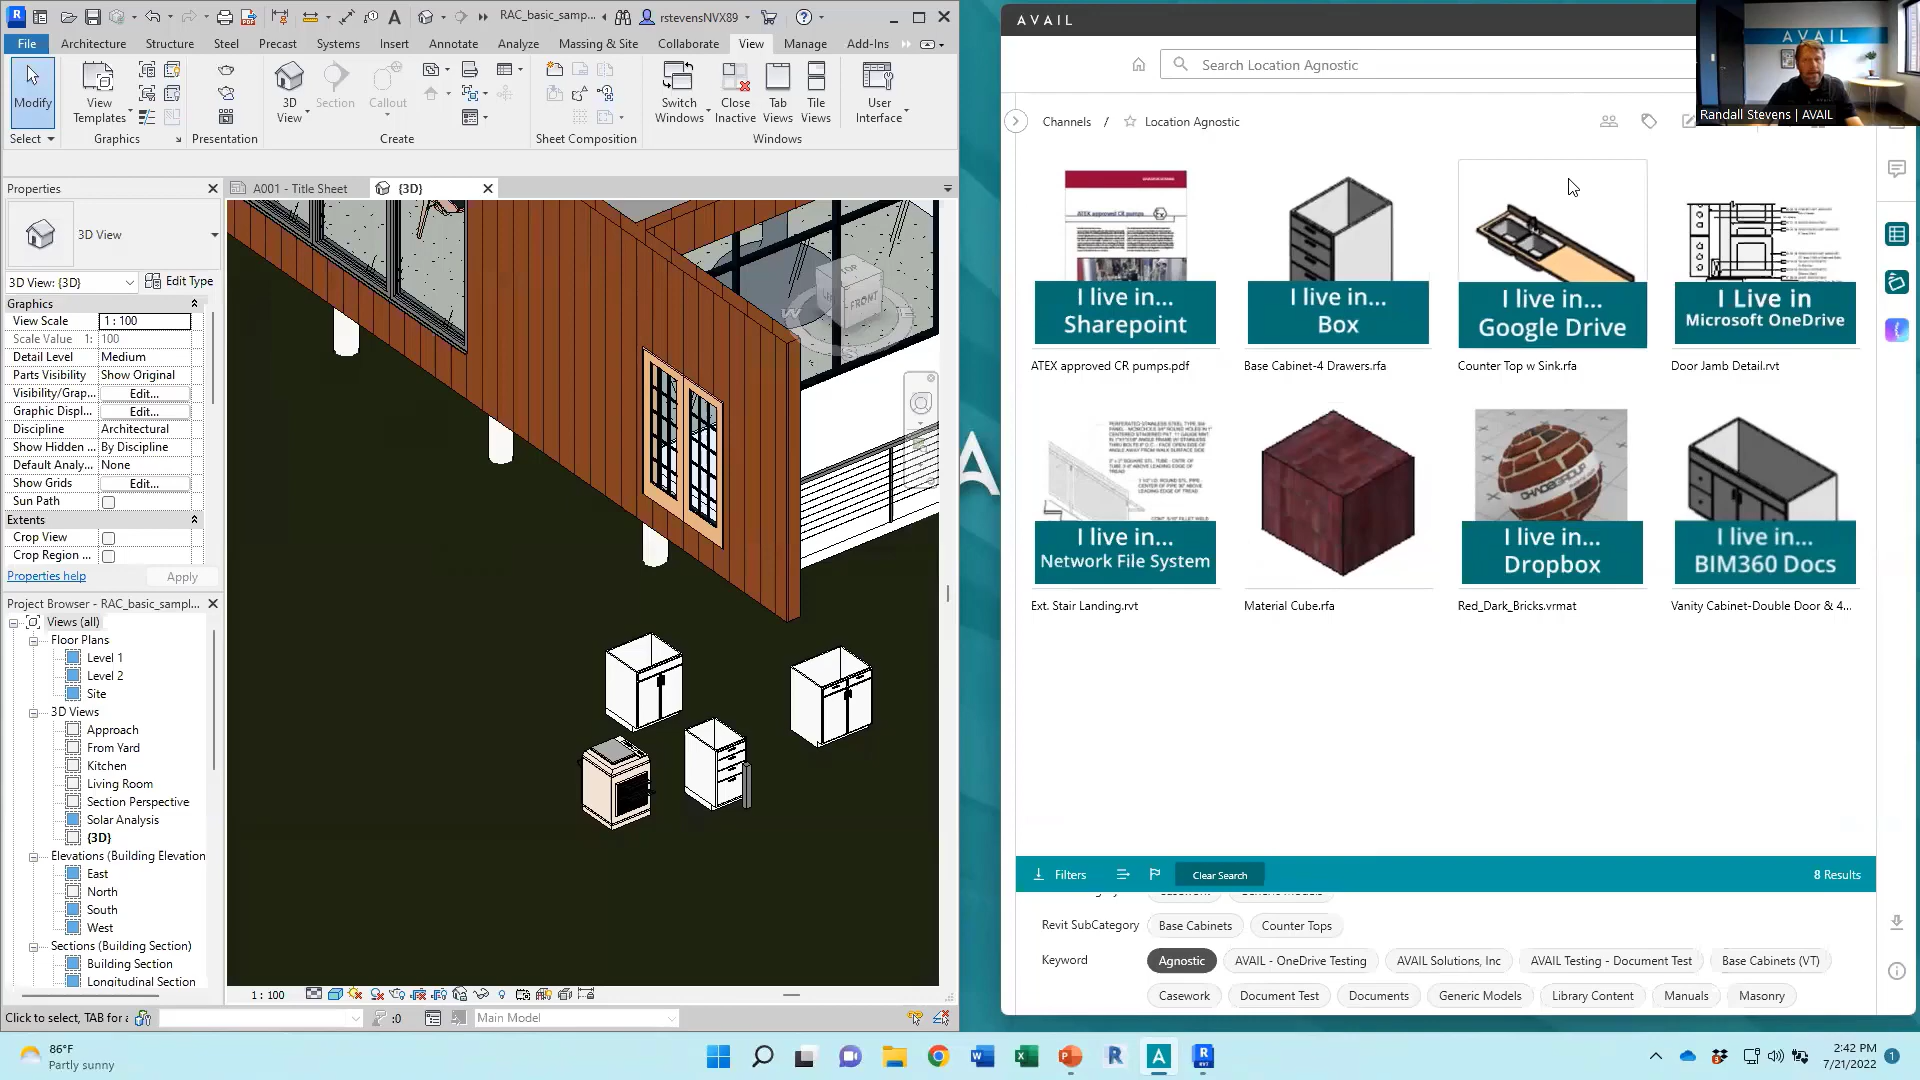 RAC_basic_samp...
rstevensNVX89
File
Architecture
Structure
Steel
Precast
Systems
Insert
Annotate
Analyze
Massing & Site
Collaborate
View
Manage
Add-Ins
Modify
View
Templates
3D
View
Section
Callout
Switch
Windows
Close
Inactive
Tab
Views
Tile
Views
User
Interface
Select
Graphics
Presentation
Create
Sheet Composition
Windows
Properties
A001 - Title Sheet
{3D}
3D View
3D View: {3D}
Edit Type
Graphics
View Scale
1 : 100
Scale Value 1:
100
Detail Level
Medium
Parts Visibility
Show Original
Visibility/Grap...
Edit...
Graphic Displ...
Edit...
Discipline
Architectural
Show Hidden ...
By Discipline
Default Analy...
None
Show Grids
Edit...
Sun Path
Extents
Crop View
Crop Region ...
Properties help
Apply
Project Browser - RAC_basic_sampl...
Views (all)
Floor Plans
Level 1
Level 2
Site
3D Views
Approach
From Yard
Kitchen
Living Room
Section Perspective
Solar Analysis
{3D}
Elevations (Building Elevation
East
North
South
West
Sections (Building Section)
Building Section
Longitudinal Section
TOP
FRONT
W
S
1 : 100
Click to select, TAB for a
:0
Main Model
AVAIL
Search Location Agnostic
AVAIL
Randall Stevens | AVAIL
Channels / Location Agnostic
ATEX approved CR pumps
I live in...
Sharepoint
ATEX approved CR pumps.pdf
I live in...
Box
Base Cabinet-4 Drawers.rfa
I live in...
Google Drive
Counter Top w Sink.rfa
I Live in
Microsoft OneDrive
Door Jamb Detail.rvt
I live in...
Network File System
Ext. Stair Landing.rvt
Material Cube.rfa
CHAOSGROUP
I live in...
Dropbox
Red_Dark_Bricks.vrmat
I live in...
BIM360 Docs
Vanity Cabinet-Double Door & 4...
Filters
Clear Search
8 Results
Revit SubCategory
Base Cabinets
Counter Tops
Keyword
Agnostic
AVAIL - OneDrive Testing
AVAIL Solutions, Inc
AVAIL Testing - Document Test
Base Cabinets (VT)
Casework
Document Test
Documents
Generic Models
Library Content
Manuals
Masonry
86°F
Partly sunny
2:42 PM
7/21/2022
1